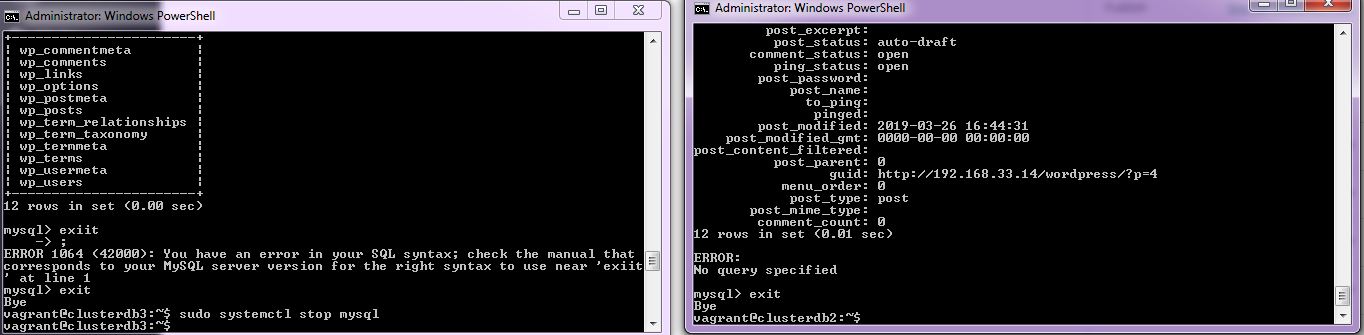 Administrator: Windows PowerShell
+------------------------+
| wp_commentmeta |
| wp_comments |
| wp_links |
| wp_options |
| wp_postmeta |
| wp_posts |
| wp_term_relationships |
| wp_term_taxonomy |
| wp_termmeta |
| wp_terms |
| wp_usermeta |
| wp_users |
+------------------------+
12 rows in set (0.00 sec)
mysql> exiit
-> ;
ERROR 1064 (42000): You have an error in your SQL syntax; check the manual that
corresponds to your MySQL server version for the right syntax to use near 'exiit
' at line 1
mysql> exit
Bye
vagrant@clusterdb3:~$ sudo systemctl stop mysql
vagrant@clusterdb3:~$
Administrator: Windows PowerShell
post_excerpt:
post_status: auto-draft
comment_status: open
ping_status: open
post_password:
post_name:
to_ping:
pinged:
post_modified: 2019-03-26 16:44:31
post_modified_gmt: 0000-00-00 00:00:00
post_content_filtered:
post_parent: 0
guid: http://192.168.33.14/wordpress/?p=4
menu_order: 0
post_type: post
post_mime_type:
comment_count: 0
12 rows in set (0.01 sec)
ERROR:
No query specified
mysql> exit
Bye
vagrant@clusterdb2:~$